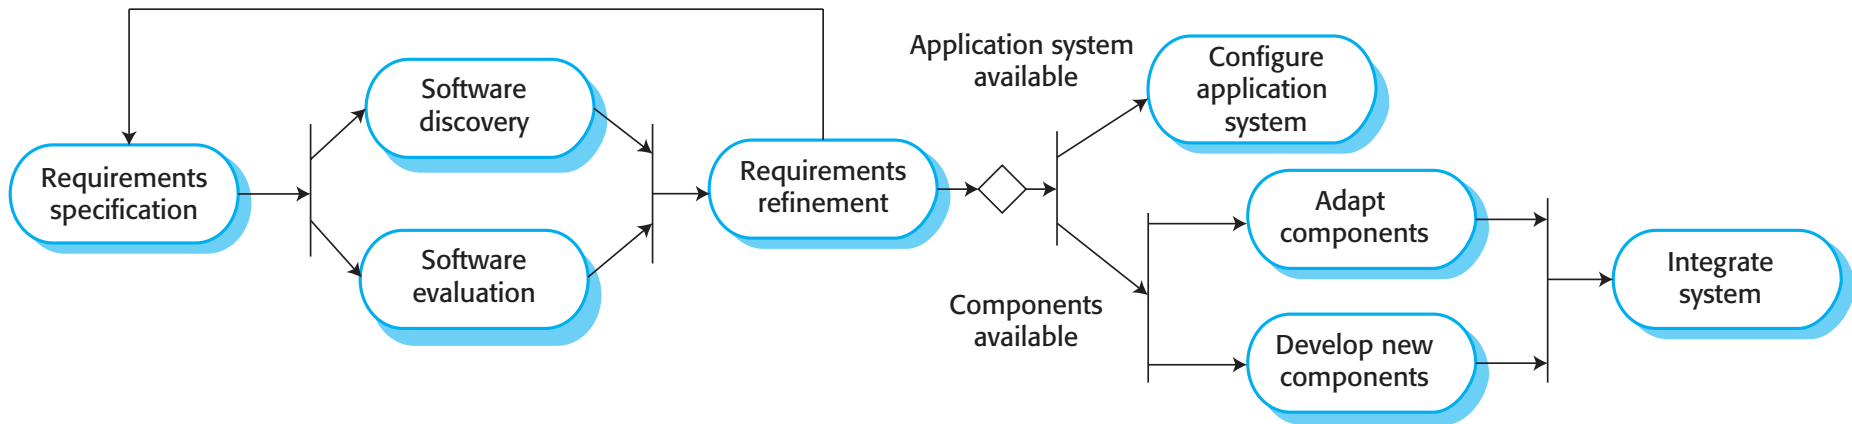 Requirements
specification
Software
discovery
Software
evaluation
Requirements
refinement
Application system
available
Configure
application
system
Components
available
Adapt
components
Develop new
components
Integrate
system